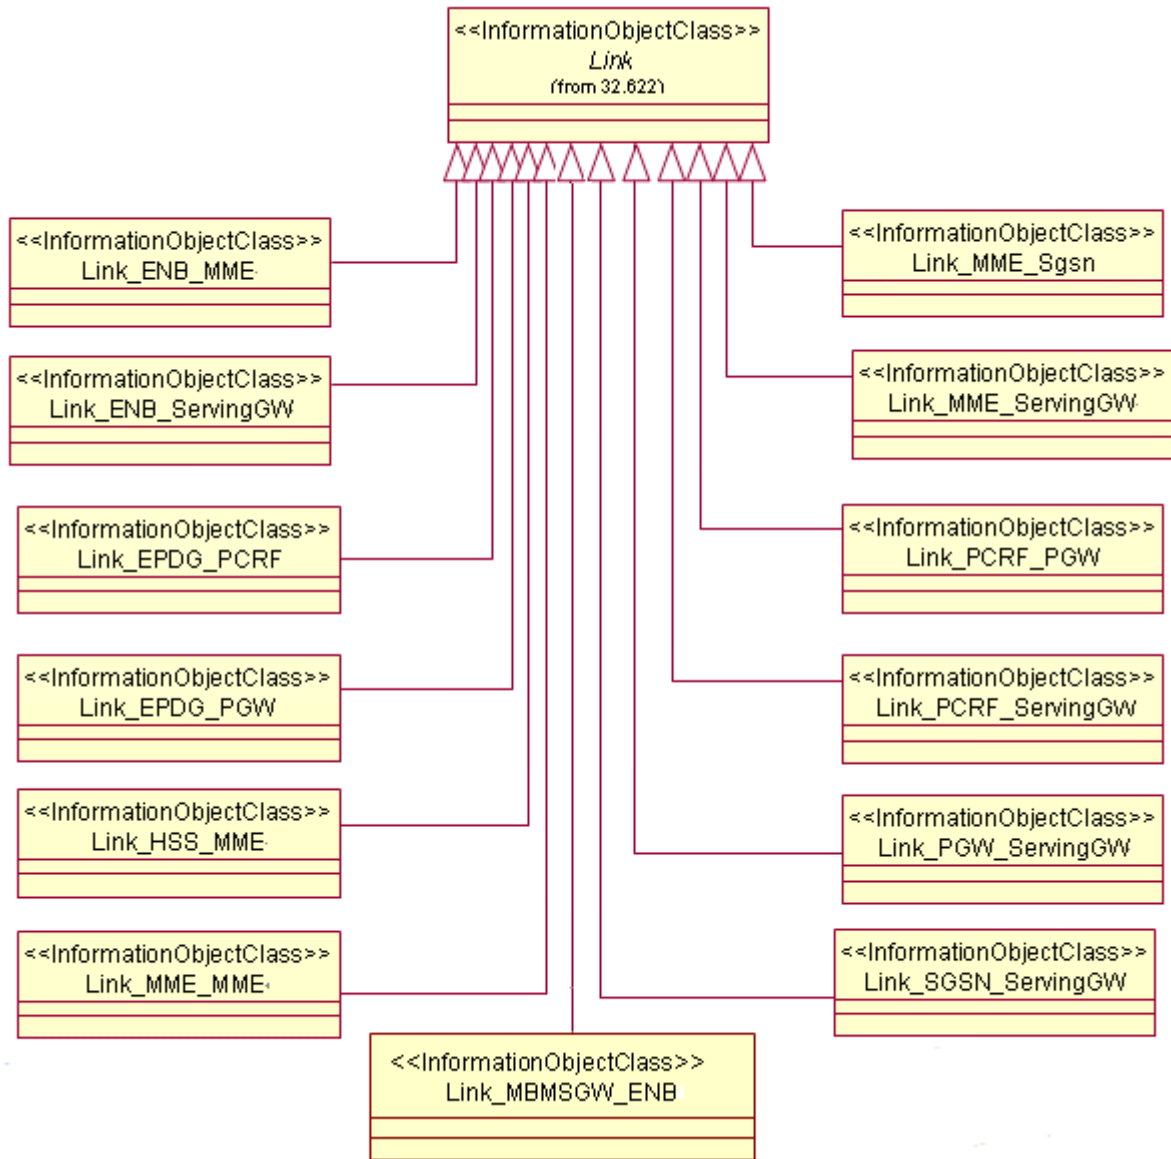 <<InformationObjectClass>>
Link
(from 32.622)
<<InformationObjectClass>>
Link_ENB_MME
<<InformationObjectClass>>
Link_MME_Sgsn
<<InformationObjectClass>>
Link_ENB_ServingGW
<<InformationObjectClass>>
Link_MME_ServingGW
<<InformationObjectClass>>
Link_EPDG_PCRF
<<InformationObjectClass>>
Link_PCRF_PGW
<<InformationObjectClass>>
Link_EPDG_PGW
<<InformationObjectClass>>
Link_PCRF_ServingGW
<<InformationObjectClass>>
Link_HSS_MME
<<InformationObjectClass>>
Link_PGW_ServingGW
<<InformationObjectClass>>
Link_MME_MME
<<InformationObjectClass>>
Link_SGSN_ServingGW
<<InformationObjectClass>>
Link_MBMSGW_ENB